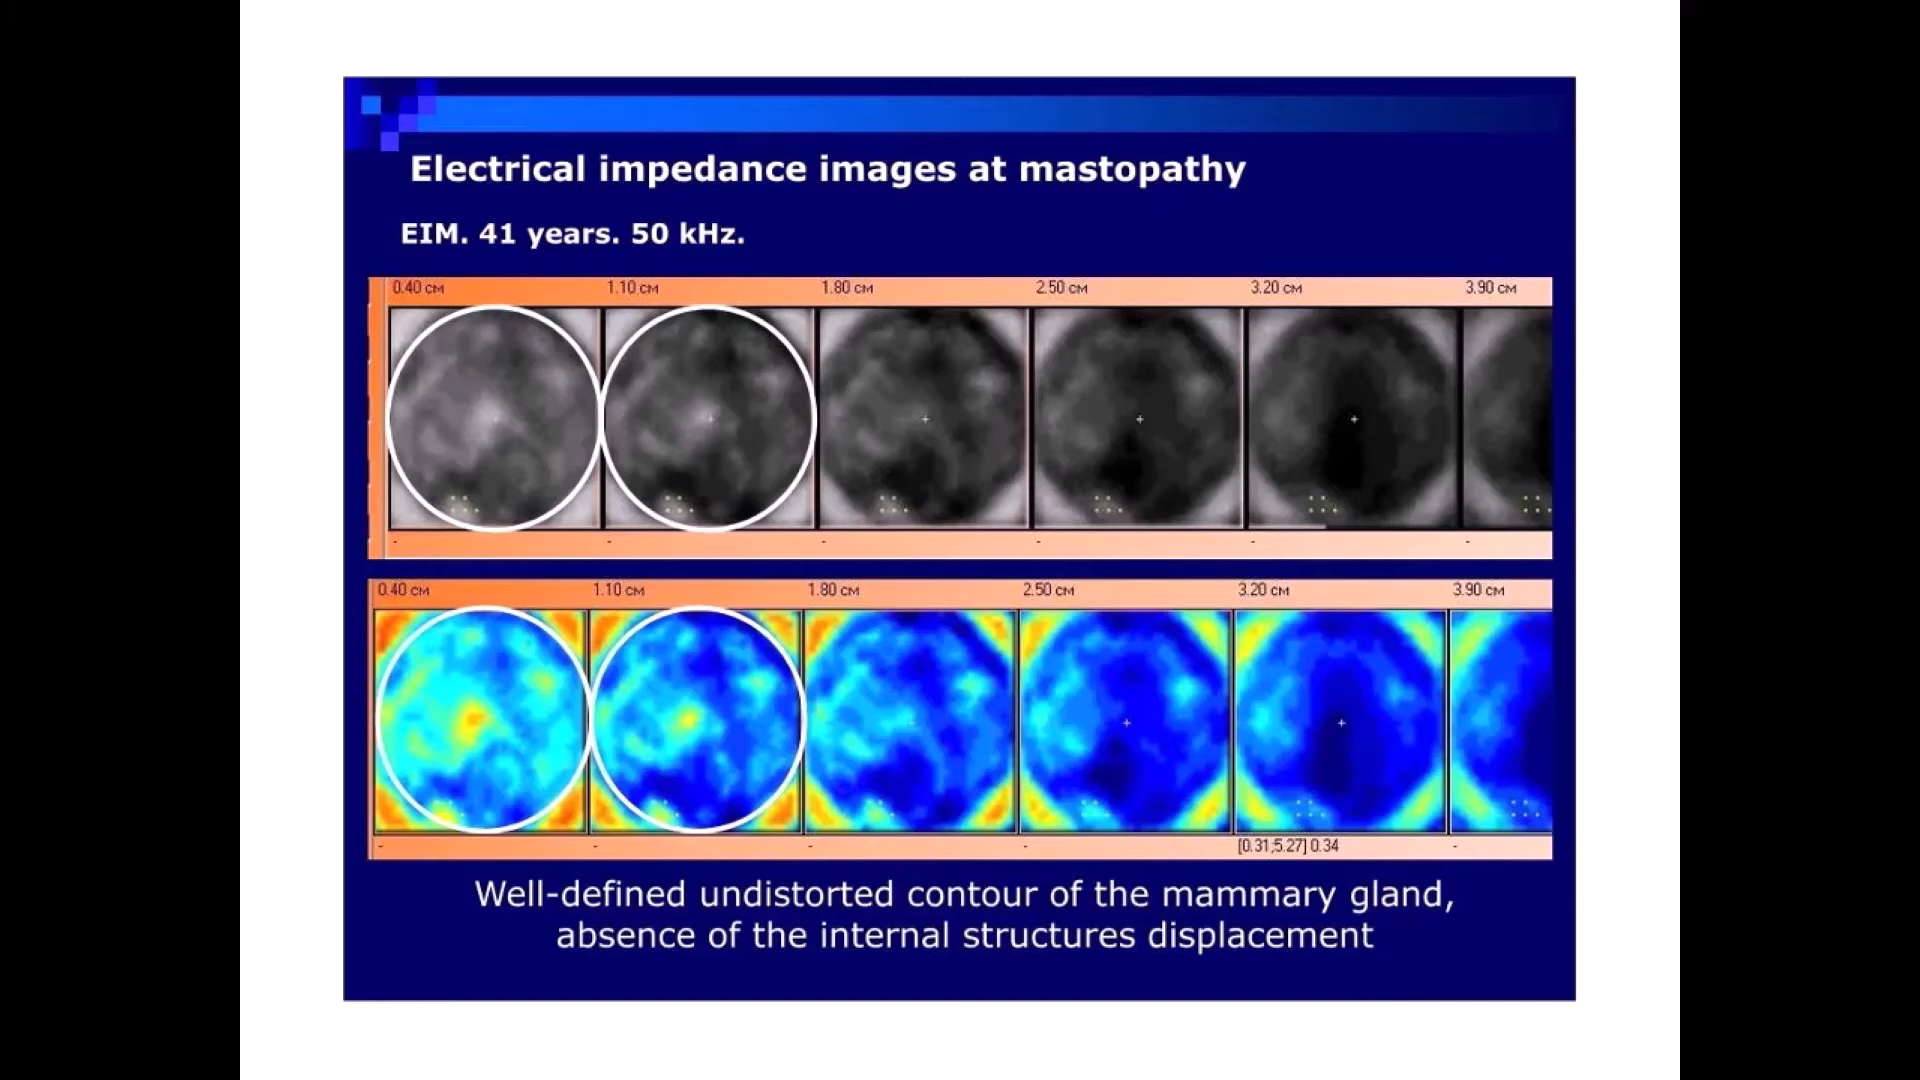 Electrical impedance images at mastopathy
EIM. 41 years. 50 kHz.
0.40 см 1.10 см 1.80 см 2.50 см 3.20 см 3.90 см
- - - - - -
0.40 см 1.10 см 1.80 см 2.50 см 3.20 см 3.90 см
- - - - [0.31;5.27] 0.34 -
Well-defined undistorted contour of the mammary gland,
absence of the internal structures displacement